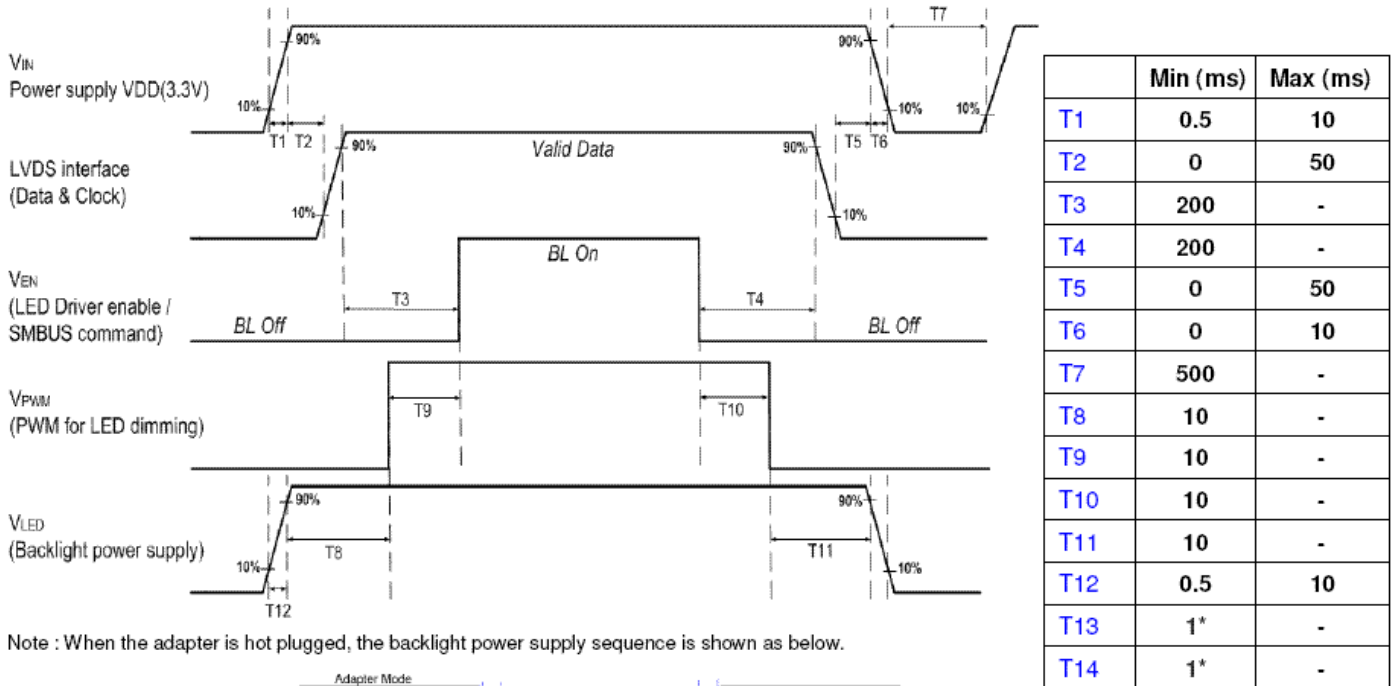 T7
90%
90%
VIN
Power supply VDD(3.3V)
10%
10%
10%
T1 T2
T5 T6
90%
Valid Data
90%
LVDS interface
(Data & Clock)
10%
10%
BL On
VEN
(LED Driver enable /
SMBUS command)
T3
T4
BL Off
BL Off
VPWM
(PWM for LED dimming)
T9
T10
90%
90%
VLED
(Backlight power supply)
T8
T11
10%
10%
T12
Note : When the adapter is hot plugged, the backlight power supply sequence is shown as below.
Adapter Mode
Min (ms) Max (ms)
T1 0.5 10
T2 0 50
T3 200 -
T4 200 -
T5 0 50
T6 0 10
T7 500 -
T8 10 -
T9 10 -
T10 10 -
T11 10 -
T12 0.5 10
T13 1* -
T14 1* -